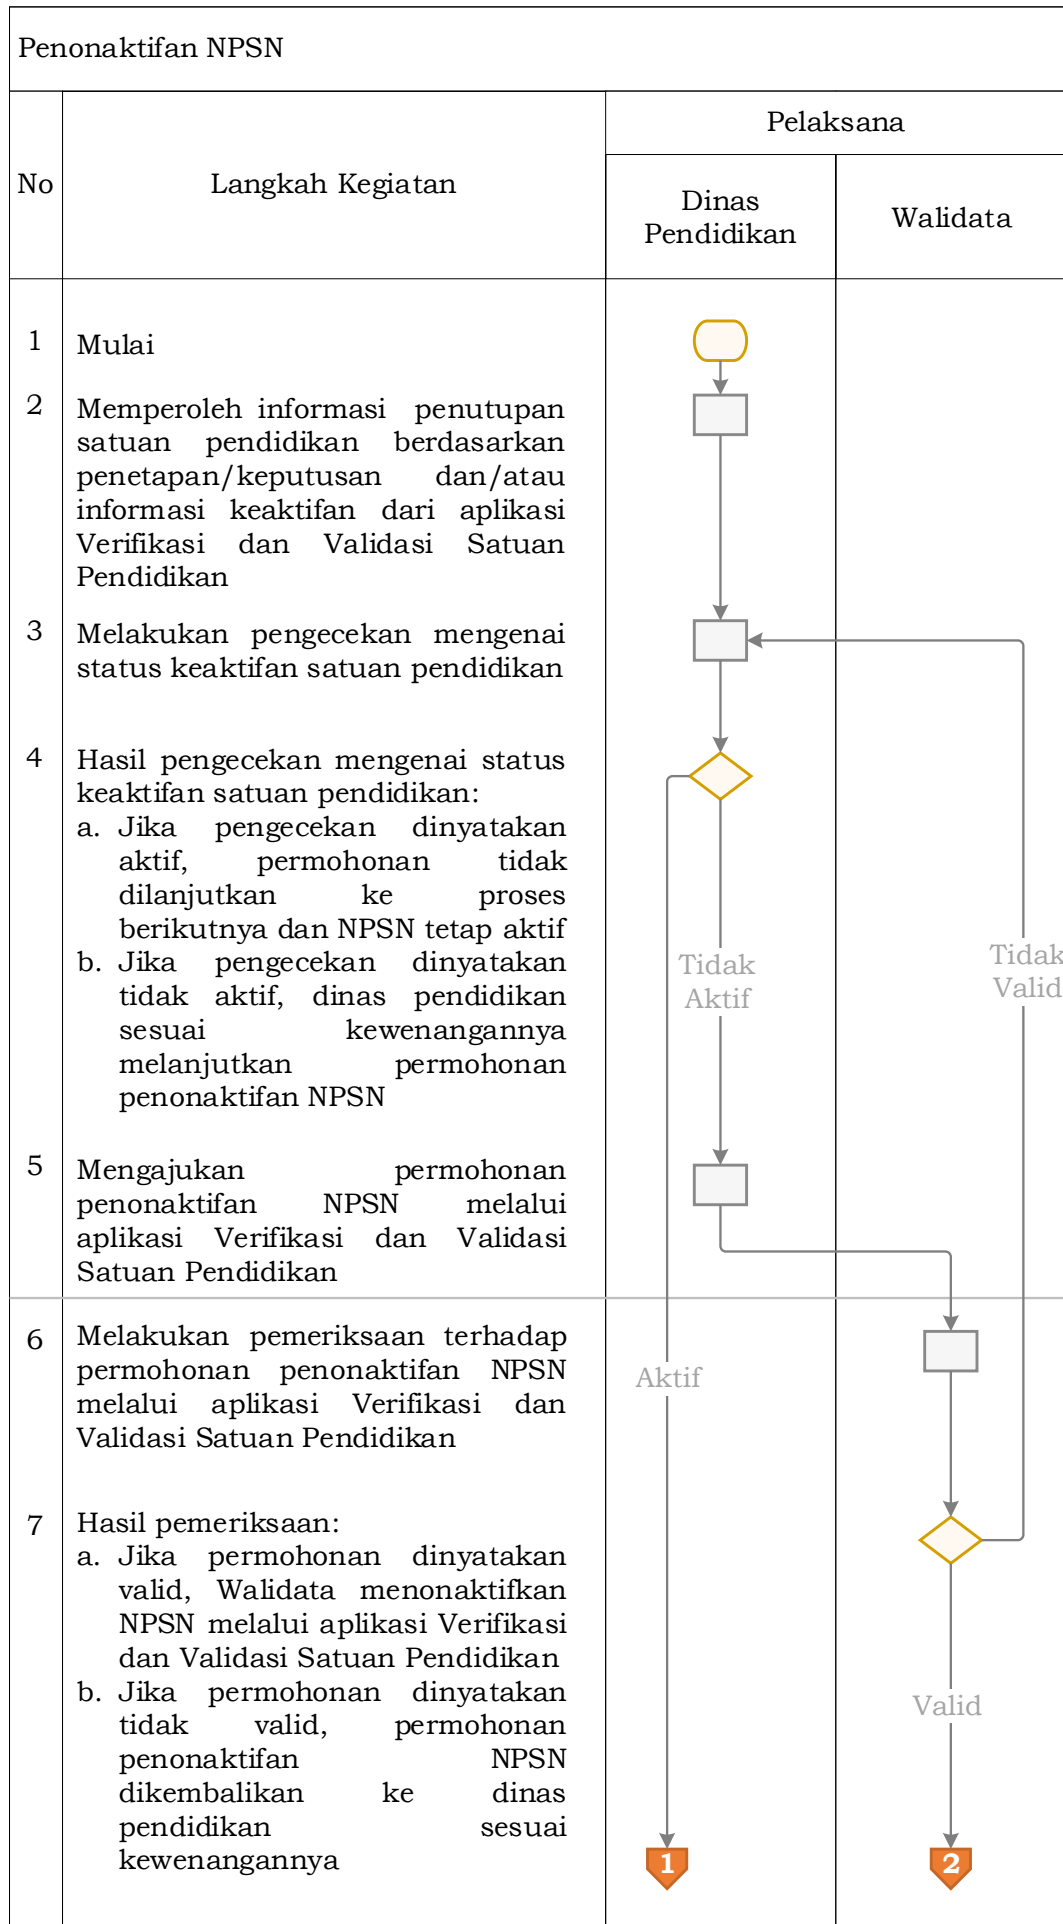 Penonaktifan NPSN
No
Langkah Kegiatan
Pelaksana
Dinas
Pendidikan
Walidata
1
Mulai
2
Memperoleh informasi penutupan
satuan pendidikan berdasarkan
penetapan/keputusan dan/atau
informasi keaktifan dari aplikasi
Verifikasi dan Validasi Satuan
Pendidikan
3
Melakukan pengecekan mengenai
status keaktifan satuan pendidikan
4
Hasil pengecekan mengenai status
keaktifan satuan pendidikan:
a. Jika pengecekan dinyatakan
aktif, permohonan tidak
dilanjutkan ke proses
berikutnya dan NPSN tetap aktif
b. Jika pengecekan dinyatakan
tidak aktif, dinas pendidikan
sesuai kewenangannya
melanjutkan permohonan
penonaktifan NPSN
Tidak
Aktif
Tidak
Valid
5
Mengajukan permohonan
penonaktifan NPSN melalui
aplikasi Verifikasi dan Validasi
Satuan Pendidikan
6
Melakukan pemeriksaan terhadap
permohonan penonaktifan NPSN
melalui aplikasi Verifikasi dan
Validasi Satuan Pendidikan
Aktif
7
Hasil pemeriksaan:
a. Jika permohonan dinyatakan
valid, Walidata menonaktifkan
NPSN melalui aplikasi Verifikasi
dan Validasi Satuan Pendidikan
b. Jika permohonan dinyatakan
tidak valid, permohonan
penonaktifan NPSN
dikembalikan ke dinas
pendidikan sesuai
kewenangannya
Valid
1
2